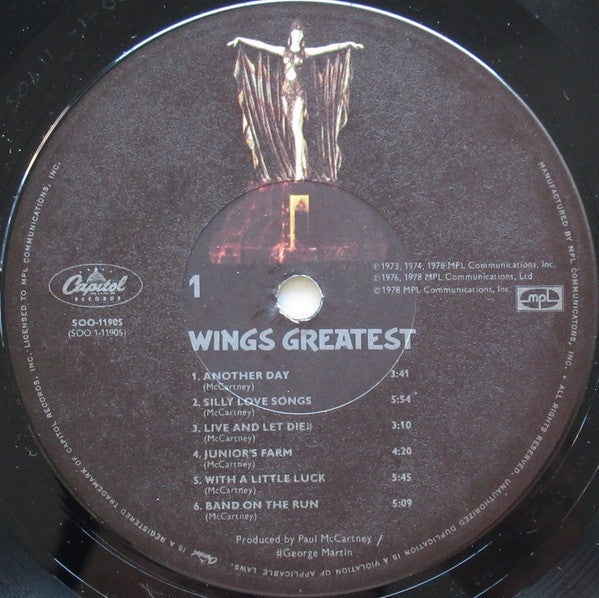 Capitol
RECORDS
SOO-11905
(SOO 1-11905)
1
℗ 1973, 1974, 1978 MPL Communications, Inc.
℗ 1976, 1978 MPL Communications, Ltd
© 1978 MPL Communications, Inc.
mpl
WINGS GREATEST
1. ANOTHER DAY 3:41
(McCartney)
2. SILLY LOVE SONGS 5:54
(McCartney)
3. LIVE AND LET DIE# 3:10
(McCartney)
4. JUNIOR'S FARM 4:20
(McCartney)
5. WITH A LITTLE LUCK 5:45
(McCartney)
6. BAND ON THE RUN 5:09
(McCartney)
Produced by Paul McCartney /
#George Martin
MANUFACTURED BY MPL COMMUNICATIONS, INC. • ALL RIGHTS RESERVED. UNAUTHORIZED DUPLICATION IS A VIOLATION OF APPLICABLE LAWS.
Capitol IS A REGISTERED TRADEMARK OF CAPITOL RECORDS, INC. LICENSED TO MPL COMMUNICATIONS, INC.